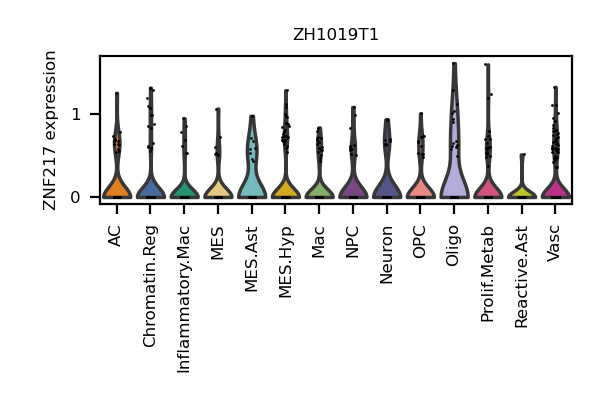 ZH1019T1
ZNF217 expression
1
0
AC
Chromatin.Reg
Inflammatory.Mac
MES
MES.Ast
MES.Hyp
Mac
NPC
Neuron
OPC
Oligo
Prolif.Metab
Reactive.Ast
Vasc